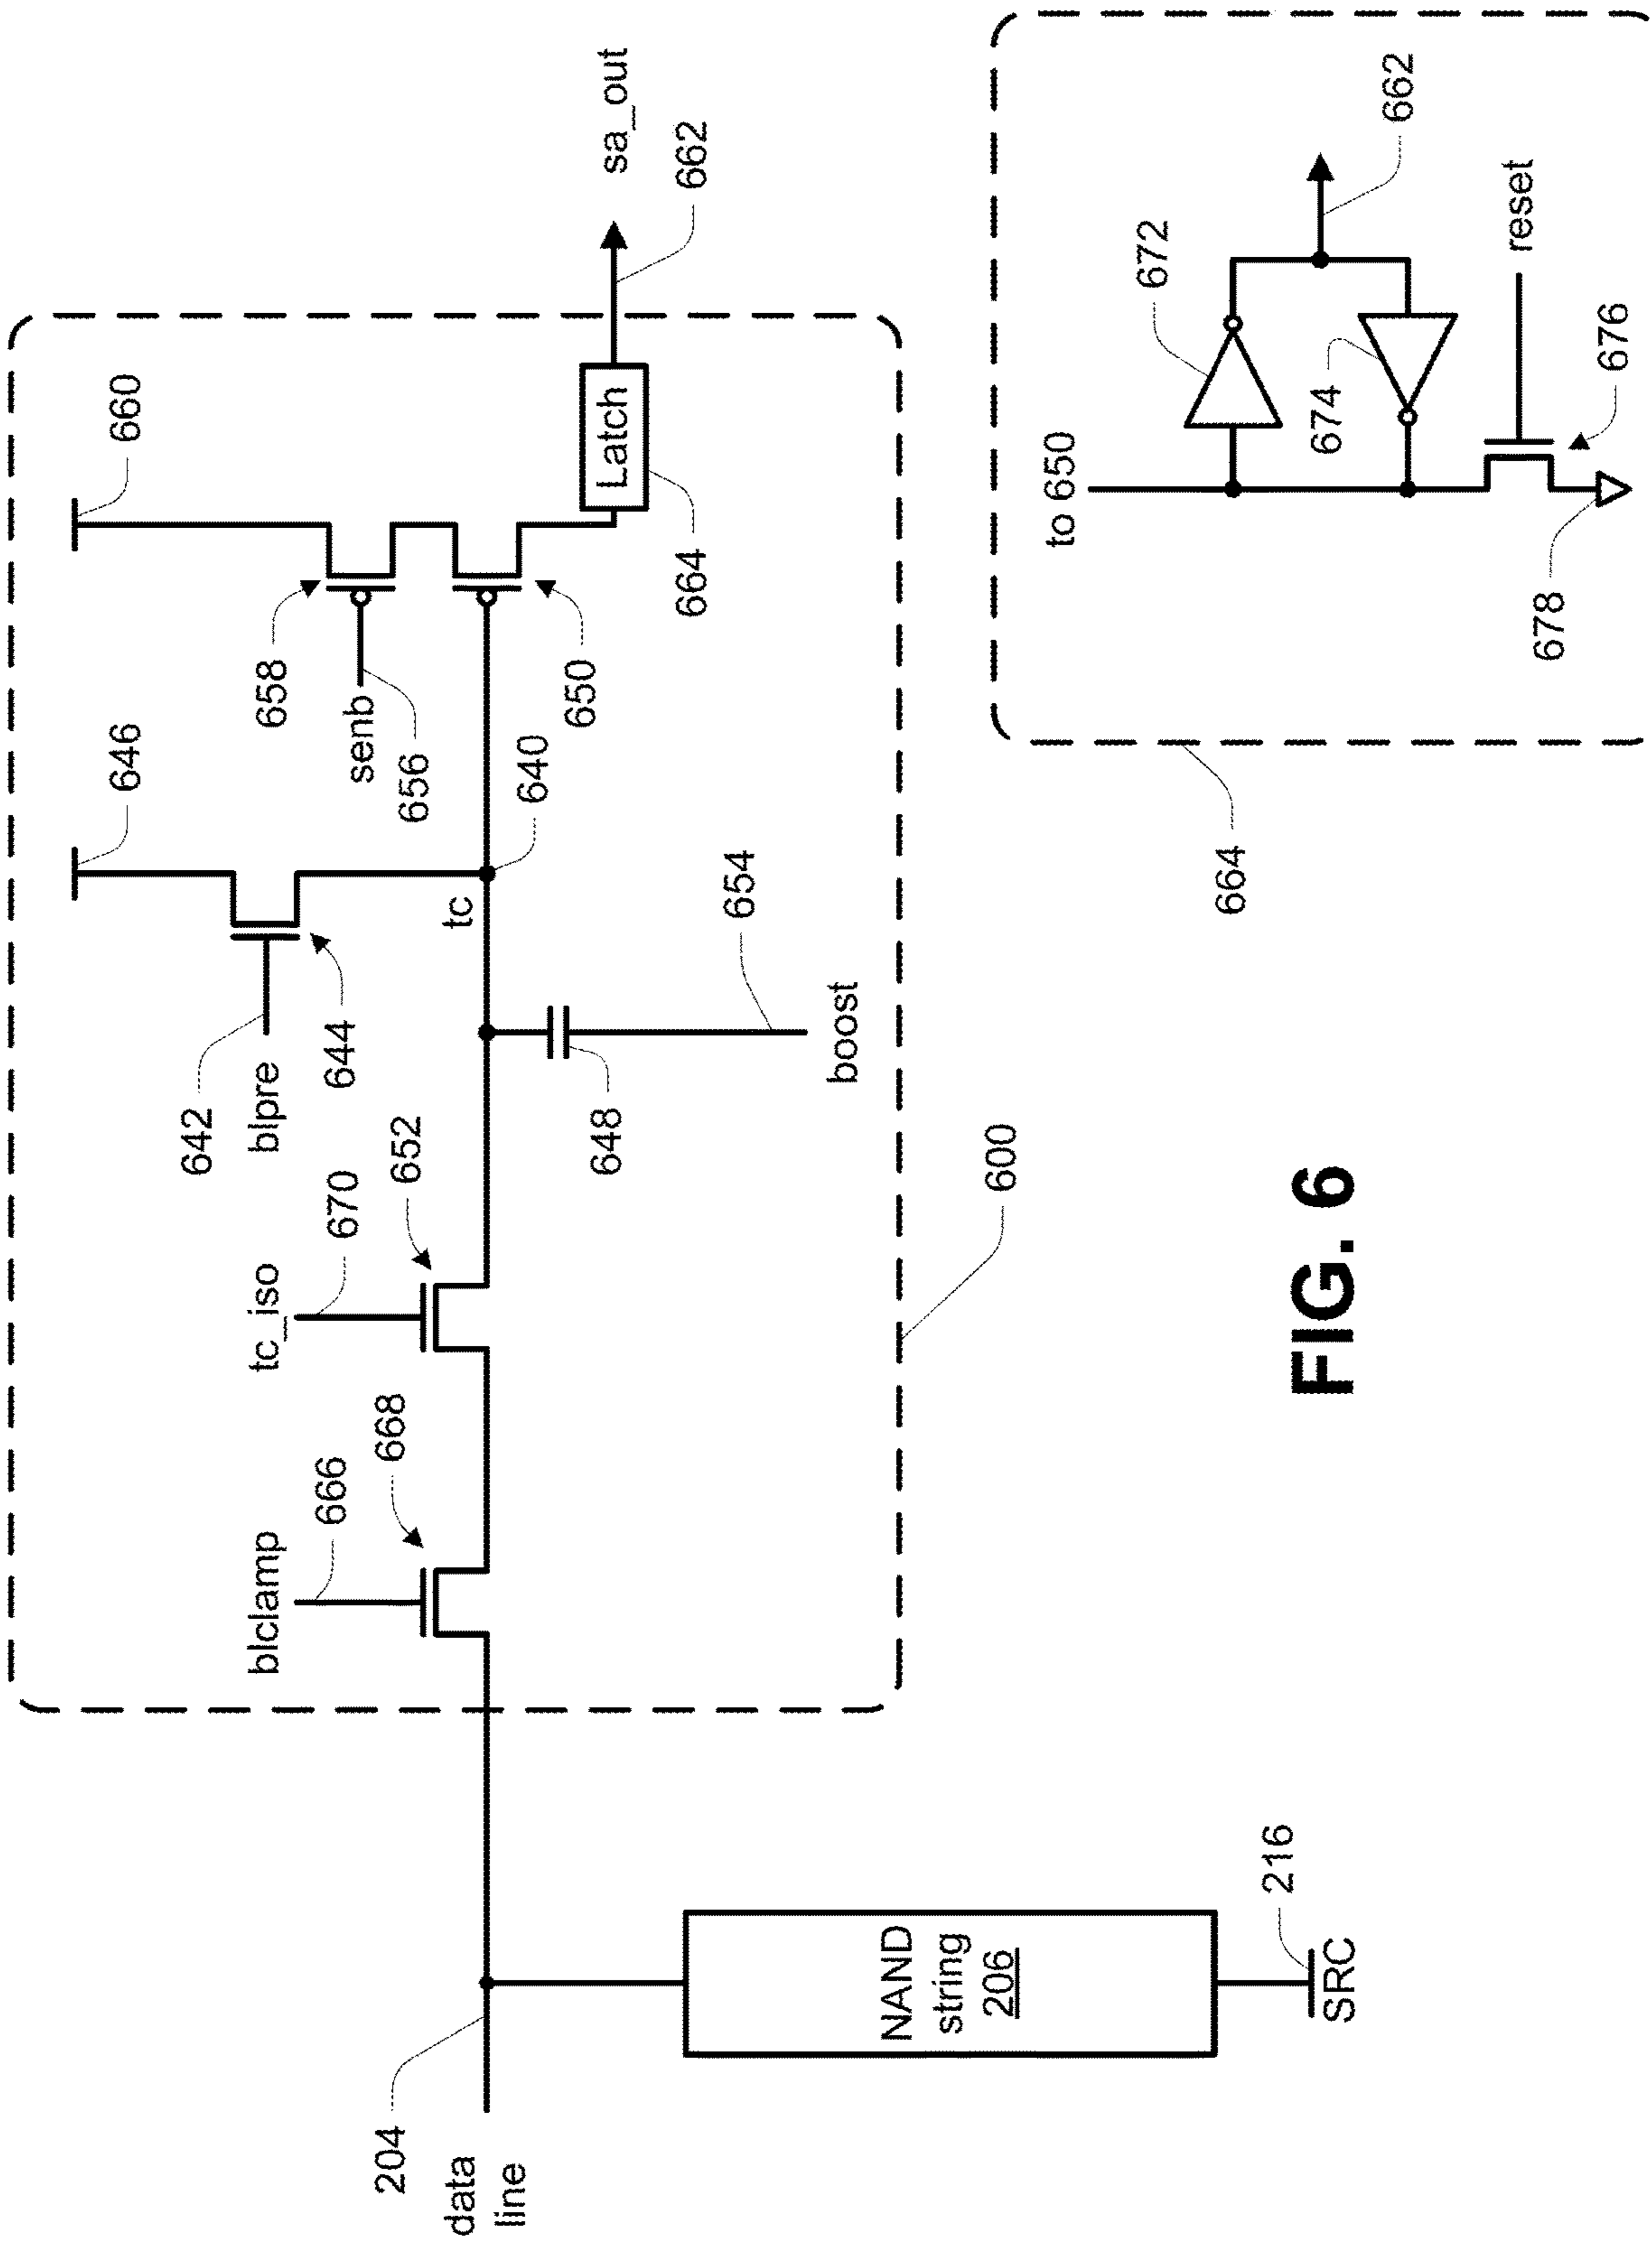 660
sa_out
646
662
658
senb
656
650
Latch
664
640
tc
642
blpre
644
654
boost
648
tc_iso
670
652
blclamp
666
668
600
204
data
line
NAND
string
206
216
SRC
to 650
672
662
674
reset
676
678
664
FIG. 6